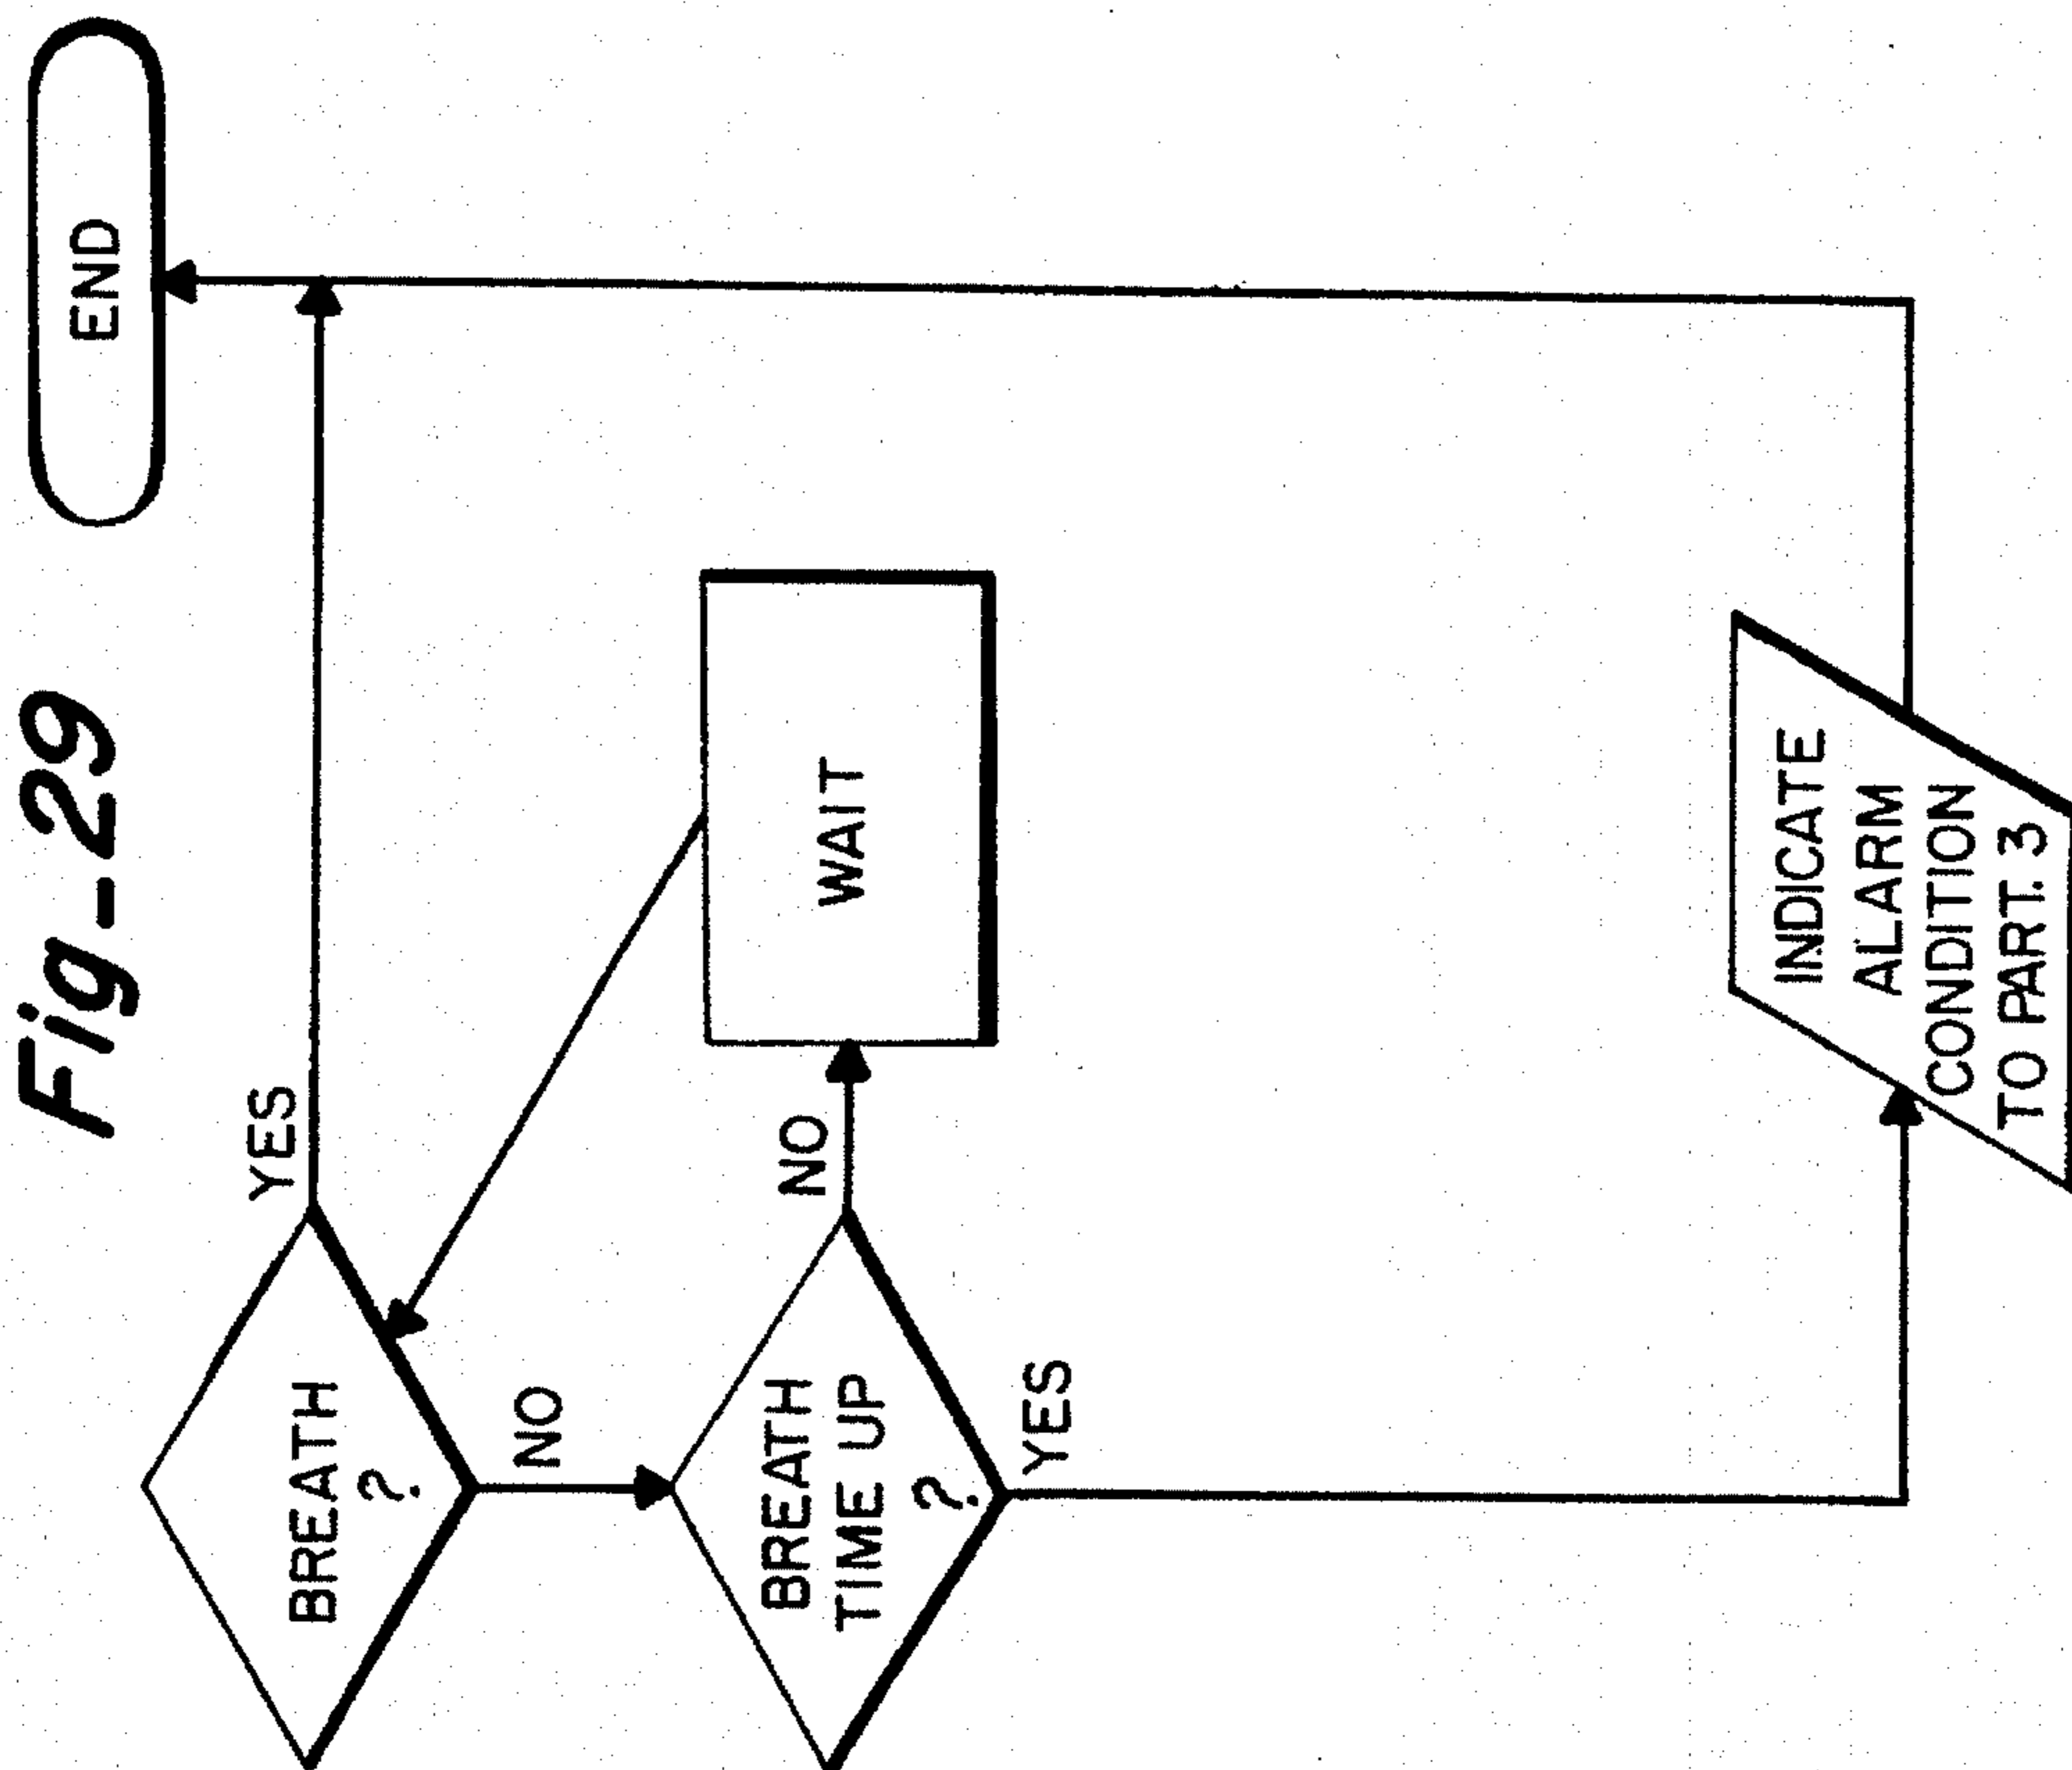 Fig-29
END
YES
BREATH
?
NO
BREATH
TIME UP
?
NO
WAIT
YES
INDICATE
ALARM
CONDITION
TO PART. 3